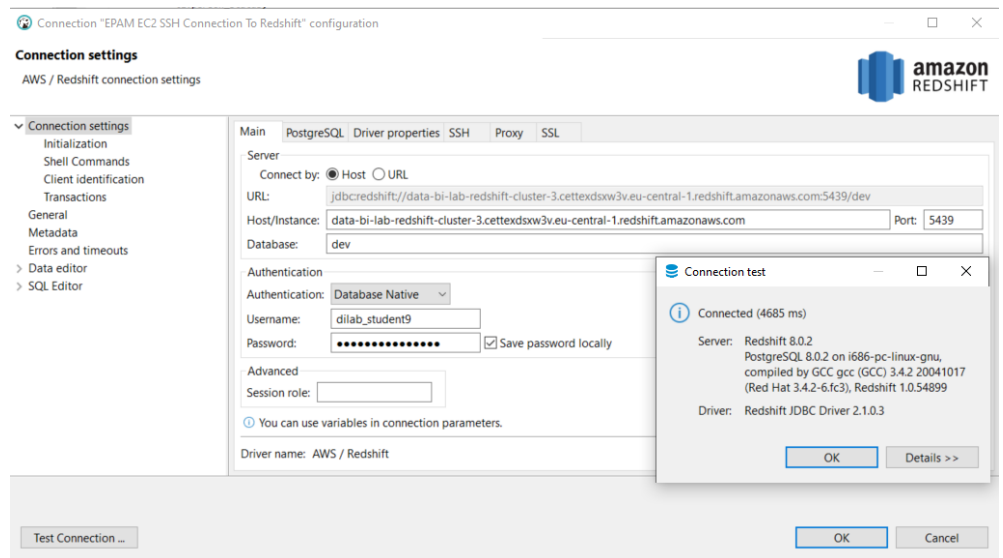 Connection "EPAM EC2 SSH Connection To Redshift" configuration
Connection settings
AWS / Redshift connection settings
amazon
REDSHIFT
Connection settings
Initialization
Shell Commands
Client identification
Transactions
General
Metadata
Errors and timeouts
Data editor
SQL Editor
Main PostgreSQL Driver properties SSH Proxy SSL
Server
Connect by: Host URL
URL: jdbc:redshift://data-bi-lab-redshift-cluster-3.cettexdsxw3v.eu-central-1.redshift.amazonaws.com:5439/dev
Host/Instance: data-bi-lab-redshift-cluster-3.cettexdsxw3v.eu-central-1.redshift.amazonaws.com Port: 5439
Database: dev
Authentication
Authentication: Database Native
Username: dilab_student9
Password: ••••••••••••••• Save password locally
Advanced
Session role:
You can use variables in connection parameters.
Driver name: AWS / Redshift
Connection test
Connected (4685 ms)
Server: Redshift 8.0.2
PostgreSQL 8.0.2 on i686-pc-linux-gnu,
compiled by GCC gcc (GCC) 3.4.2 20041017
(Red Hat 3.4.2-6.fc3), Redshift 1.0.54899
Driver: Redshift JDBC Driver 2.1.0.3
OK Details >>
Test Connection ... OK Cancel